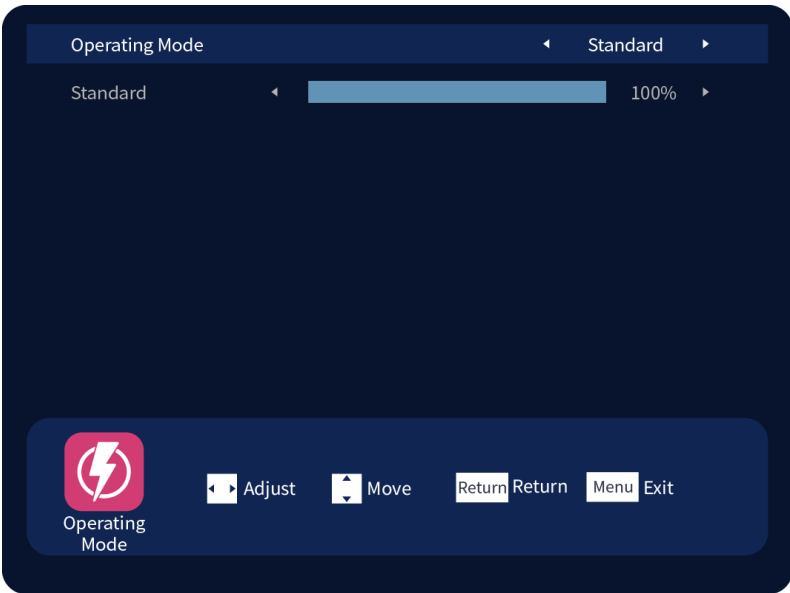 Operating Mode Standard
Standard 100%
Adjust Move Return Return Menu Exit
Operating
Mode